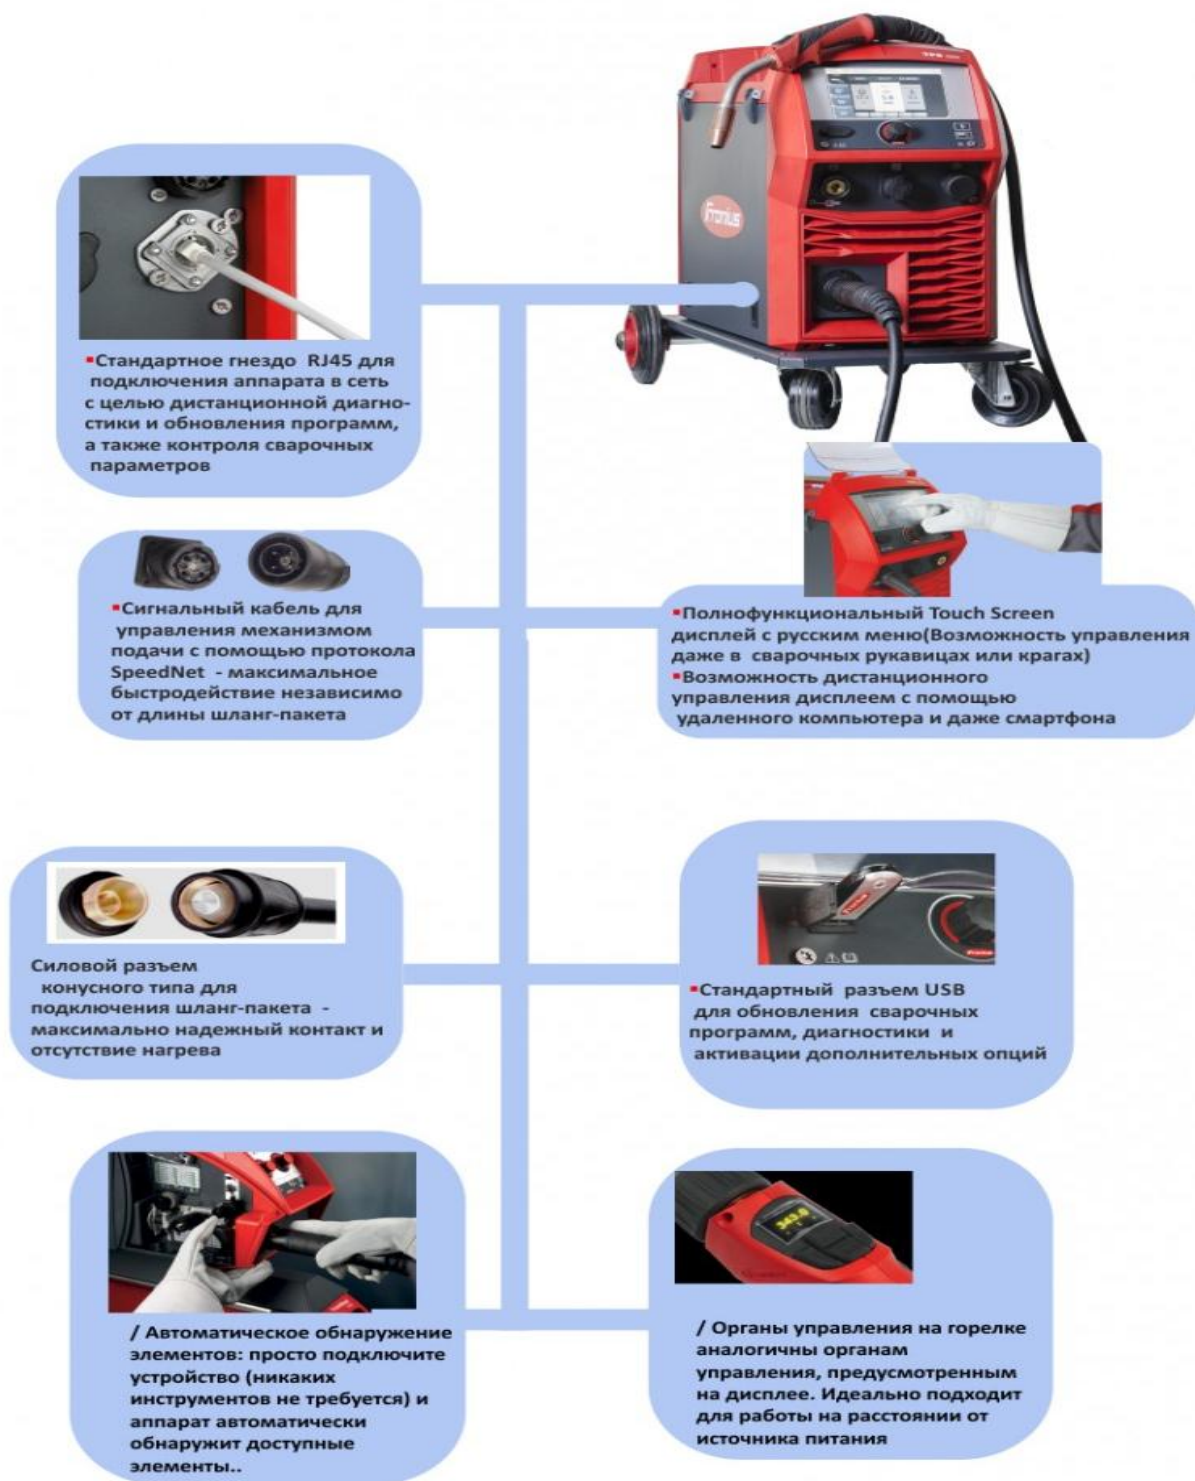 TPS
Fronius
▪Стандартное гнездо RJ45 для
подключения аппарата в сеть
с целью дистанционной диагно-
стики и обновления программ,
а также контроля сварочных
параметров
▪Сигнальный кабель для
управления механизмом
подачи с помощью протокола
SpeedNet - максимальное
быстродействие независимо
от длины шланг-пакета
▪Полнофункциональный Touch Screen
дисплей с русским меню(Возможность управления
даже в сварочных рукавицах или крагах)
▪Возможность дистанционного
управления дисплеем с помощью
удаленного компьютера и даже смартфона
Силовой разъем
конусного типа для
подключения шланг-пакета -
максимально надежный контакт и
отсутствие нагрева
Fronius
▪Стандартный разъем USB
для обновления сварочных
программ, диагностики и
активации дополнительных опций
/ Автоматическое обнаружение
элементов: просто подключите
устройство (никаких
инструментов не требуется) и
аппарат автоматически
обнаружит доступные
элементы..
343.0
/ Органы управления на горелке
аналогичны органам
управления, предусмотренным
на дисплее. Идеально подходит
для работы на расстоянии от
источника питания